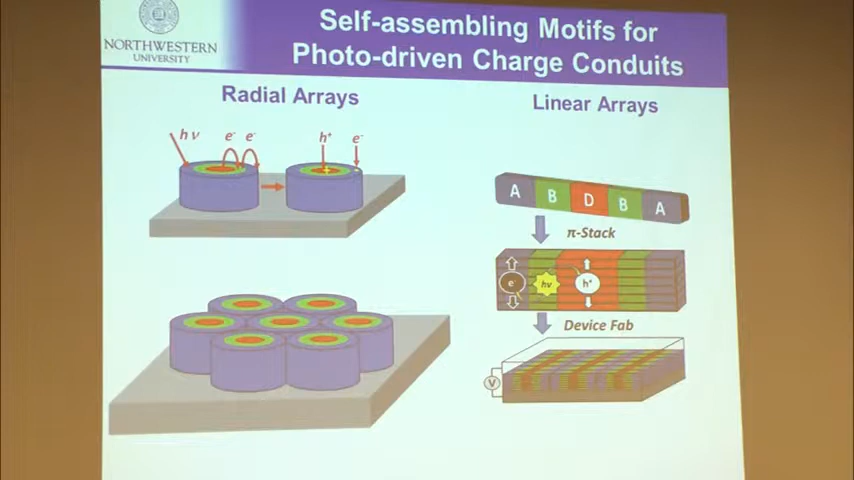 Self-assembling Motifs for
Photo-driven Charge Conduits
NORTHWESTERN
UNIVERSITY
Radial Arrays
hν e⁻ e⁻ h⁺ e⁻
Linear Arrays
A B D B A
π-Stack
e⁻ hν h⁺
Device Fab
V